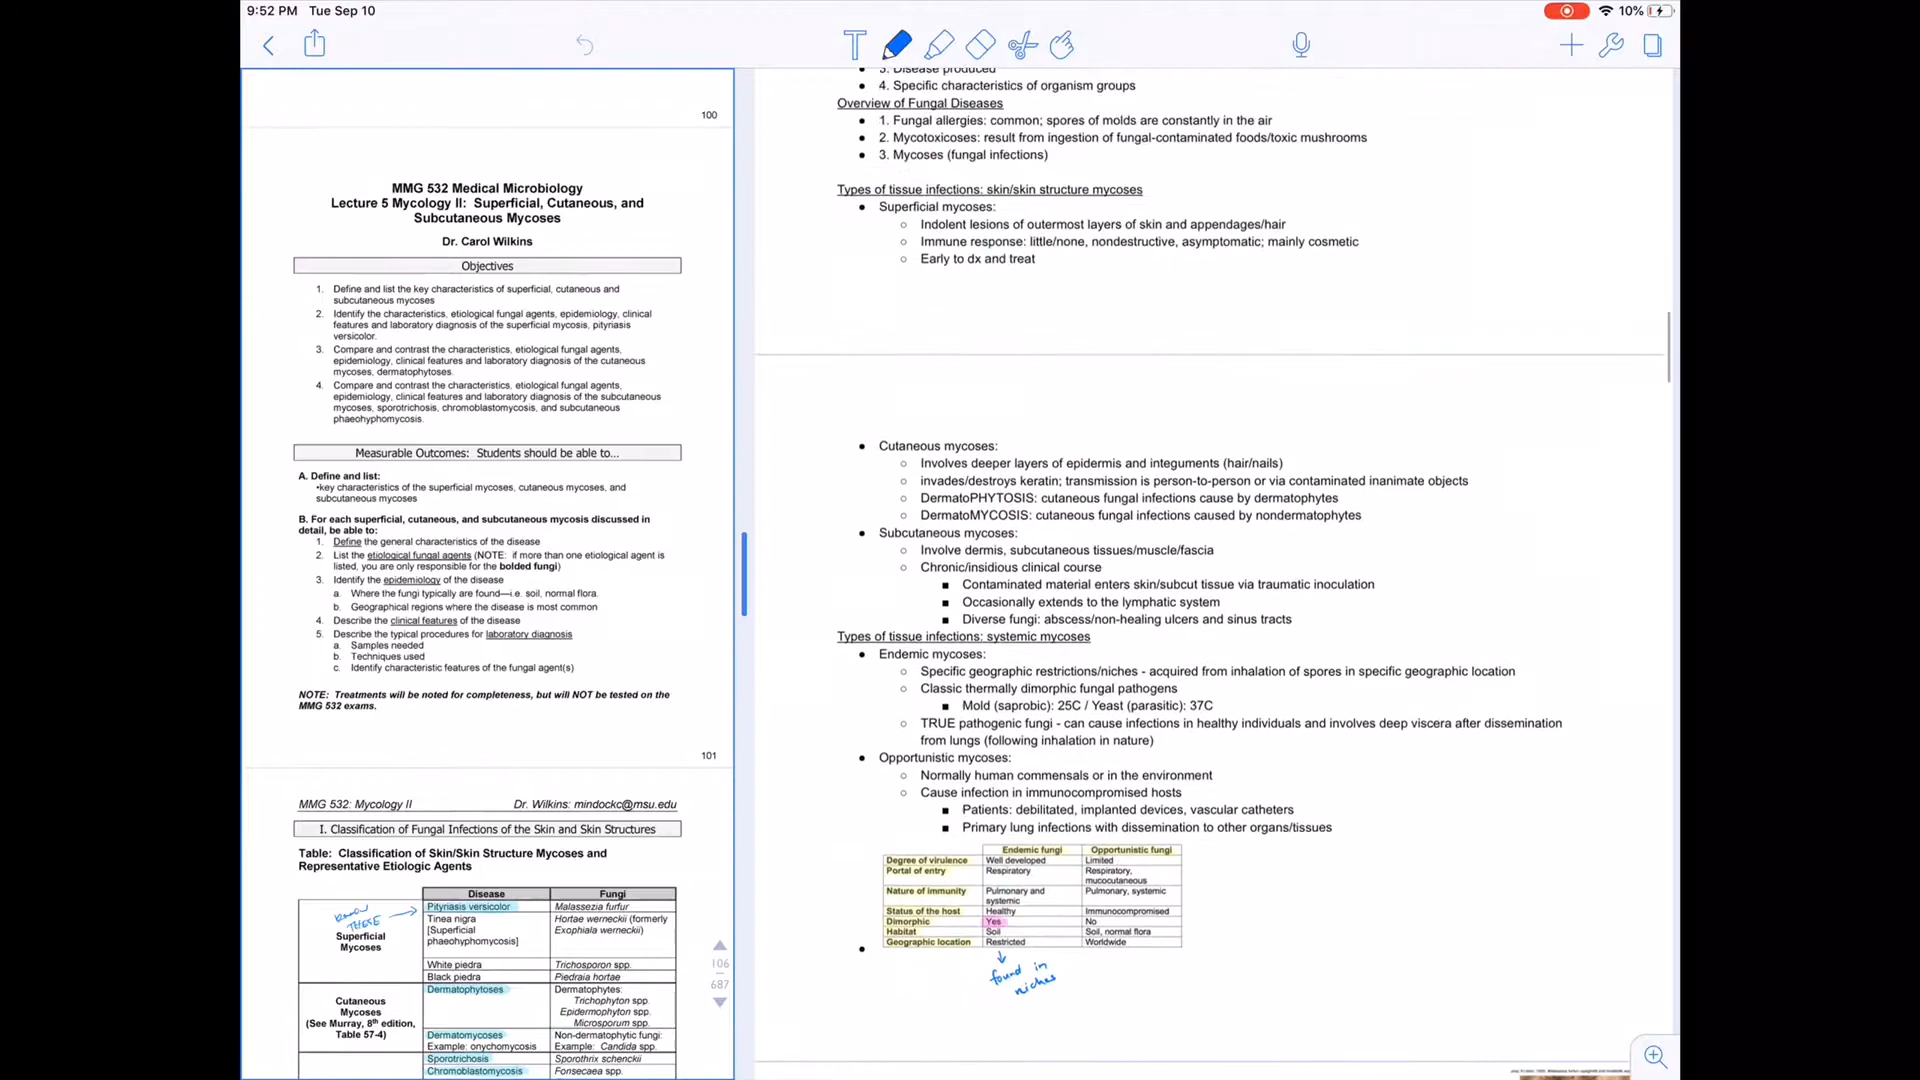 9:52 PM Tue Sep 10
10%
100
MMG 532 Medical Microbiology
Lecture 5 Mycology II: Superficial, Cutaneous, and
Subcutaneous Mycoses
Dr. Carol Wilkins
Objectives
1. Define and list the key characteristics of superficial, cutaneous and
subcutaneous mycoses
2. Identify the characteristics, etiological fungal agents, epidemiology, clinical
features and laboratory diagnosis of the superficial mycosis, pityriasis
versicolor.
3. Compare and contrast the characteristics, etiological fungal agents,
epidemiology, clinical features and laboratory diagnosis of the cutaneous
mycoses, dermatophytoses.
4. Compare and contrast the characteristics, etiological fungal agents,
epidemiology, clinical features and laboratory diagnosis of the subcutaneous
mycoses, sporotrichosis, chromoblastomycosis, and subcutaneous
phaeohyphomycosis.
Measurable Outcomes: Students should be able to...
A. Define and list:
•key characteristics of the superficial mycoses, cutaneous mycoses, and
subcutaneous mycoses
B. For each superficial, cutaneous, and subcutaneous mycosis discussed in
detail, be able to:
1. Define the general characteristics of the disease
2. List the etiological fungal agents (NOTE: if more than one etiological agent is
listed, you are only responsible for the bolded fungi)
3. Identify the epidemiology of the disease
a. Where the fungi typically are found—i.e. soil, normal flora.
b. Geographical regions where the disease is most common
4. Describe the clinical features of the disease
5. Describe the typical procedures for laboratory diagnosis
a. Samples needed
b. Techniques used
c. Identify characteristic features of the fungal agent(s)
NOTE: Treatments will be noted for completeness, but will NOT be tested on the
MMG 532 exams.
101
MMG 532: Mycology II Dr. Wilkins: mindockc@msu.edu
I. Classification of Fungal Infections of the Skin and Skin Structures
Table: Classification of Skin/Skin Structure Mycoses and
Representative Etiologic Agents
Disease Fungi
know THESE
Superficial
Mycoses
Pityriasis versicolor Malassezia furfur
Tinea nigra Hortae werneckii (formerly
[Superficial Exophiala werneckii)
phaeohyphomycosis]
White piedra Trichosporon spp.
Black piedra Piedraia hortae
Cutaneous
Mycoses
(See Murray, 8th edition,
Table 57-4)
Dermatophytoses Dermatophytes:
Trichophyton spp.
Epidermophyton spp.
Microsporum spp.
Dermatomycoses Non-dermatophytic fungi:
Example: onychomycosis Example: Candida spp.
Sporotrichosis Sporothrix schenckii
Chromoblastomycosis Fonsecaea spp.
106
687
• 3. Disease produced
• 4. Specific characteristics of organism groups
Overview of Fungal Diseases
• 1. Fungal allergies: common; spores of molds are constantly in the air
• 2. Mycotoxicoses: result from ingestion of fungal-contaminated foods/toxic mushrooms
• 3. Mycoses (fungal infections)
Types of tissue infections: skin/skin structure mycoses
• Superficial mycoses:
○ Indolent lesions of outermost layers of skin and appendages/hair
○ Immune response: little/none, nondestructive, asymptomatic; mainly cosmetic
○ Early to dx and treat
• Cutaneous mycoses:
○ Involves deeper layers of epidermis and integuments (hair/nails)
○ invades/destroys keratin; transmission is person-to-person or via contaminated inanimate objects
○ DermatoPHYTOSIS: cutaneous fungal infections cause by dermatophytes
○ DermatoMYCOSIS: cutaneous fungal infections caused by nondermatophytes
• Subcutaneous mycoses:
○ Involve dermis, subcutaneous tissues/muscle/fascia
○ Chronic/insidious clinical course
■ Contaminated material enters skin/subcut tissue via traumatic inoculation
■ Occasionally extends to the lymphatic system
■ Diverse fungi: abscess/non-healing ulcers and sinus tracts
Types of tissue infections: systemic mycoses
• Endemic mycoses:
○ Specific geographic restrictions/niches - acquired from inhalation of spores in specific geographic location
○ Classic thermally dimorphic fungal pathogens
■ Mold (saprobic): 25C / Yeast (parasitic): 37C
○ TRUE pathogenic fungi - can cause infections in healthy individuals and involves deep viscera after dissemination
from lungs (following inhalation in nature)
• Opportunistic mycoses:
○ Normally human commensals or in the environment
○ Cause infection in immunocompromised hosts
■ Patients: debilitated, implanted devices, vascular catheters
■ Primary lung infections with dissemination to other organs/tissues
Endemic fungi Opportunistic fungi
Degree of virulence Well developed Limited
Portal of entry Respiratory Respiratory,
mucocutaneous
Nature of immunity Pulmonary and Pulmonary, systemic
systemic
Status of the host Healthy Immunocompromised
Dimorphic Yes No
Habitat Soil Soil, normal flora
Geographic location Restricted Worldwide
found in
niches